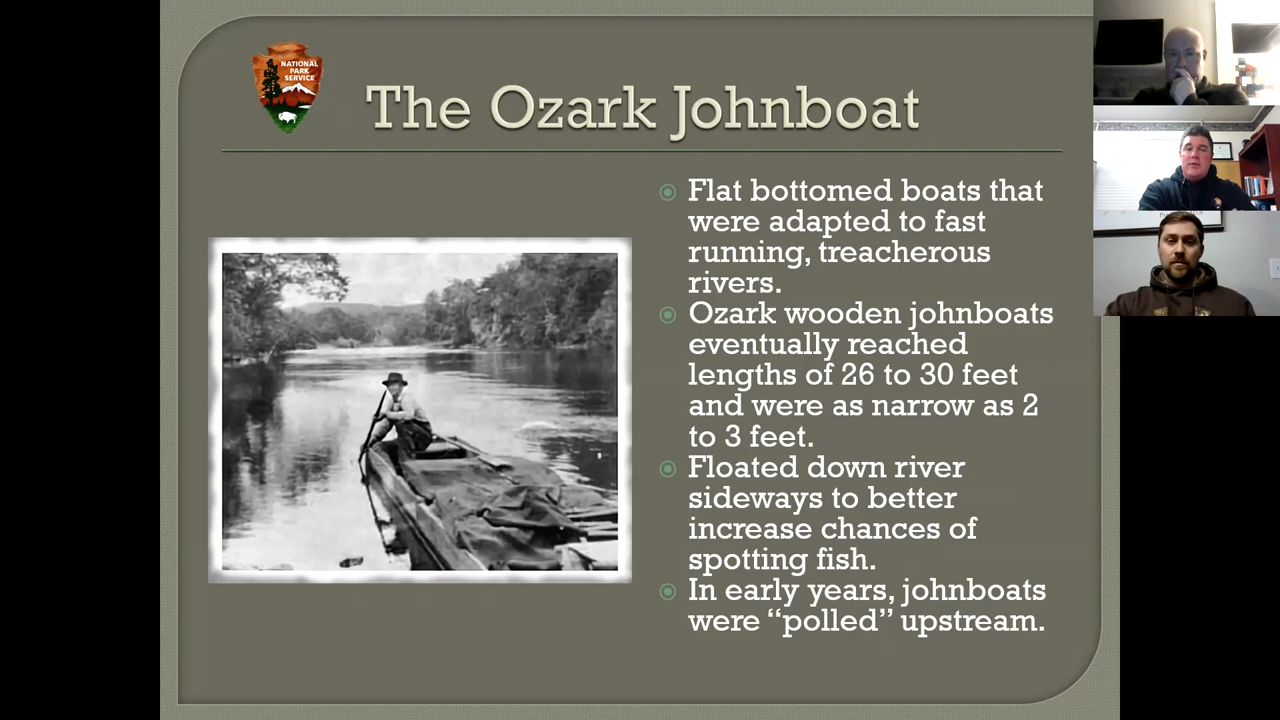 NATIONAL
PARK
SERVICE
The Ozark Johnboat
Flat bottomed boats that
were adapted to fast
running, treacherous
rivers.
Ozark wooden johnboats
eventually reached
lengths of 26 to 30 feet
and were as narrow as 2
to 3 feet.
Floated down river
sideways to better
increase chances of
spotting fish.
In early years, johnboats
were “polled” upstream.